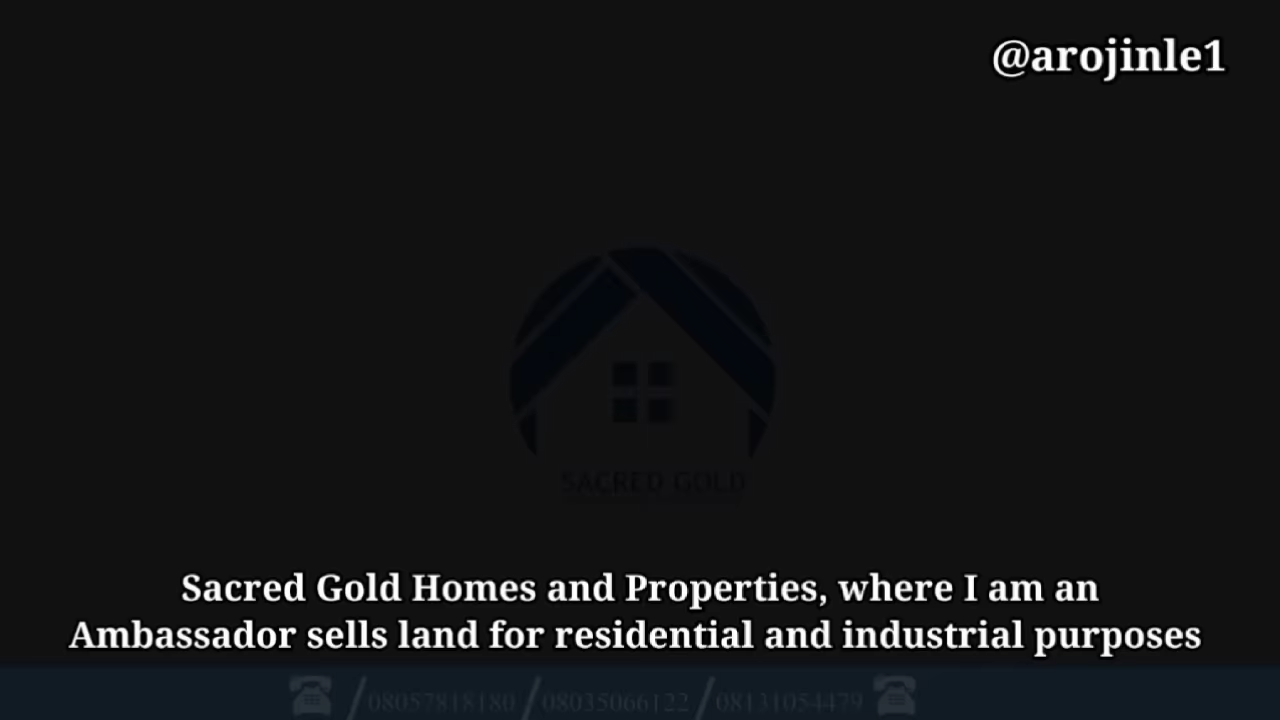 @arojinle1
SACRED GOLD
Sacred Gold Homes and Properties, where I am an
Ambassador sells land for residential and industrial purposes
/08057818180 /08035066122 /08131054479